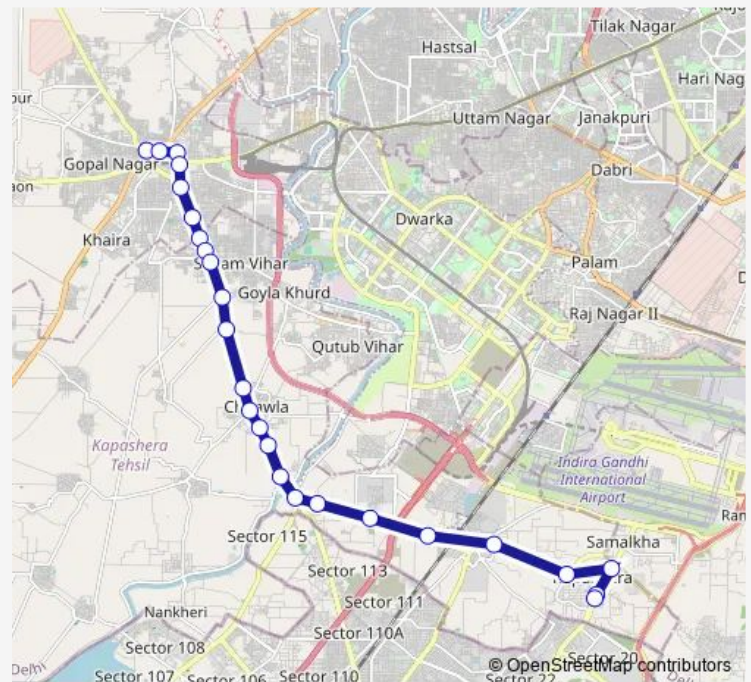 Tilak Nagar
Hastsal
Hari Nag
Uttam Nagar
Janakpuri
Gopal Nagar
Dabri
Dwarka
Khaira
Palam
Goyla Khurd
Raj Nagar II
Qutub Vihar
Kapashera
Tehsil
Indira Gandhi
International
Airport
Sector 115
Samalkha
Sector 113
Sector 111
Nankheri
Sector 110A
Sector 108
Sector 20
Delhi
Sector 107
Sector 106
Sector 110
Sector 22
© OpenStreetMap contributors